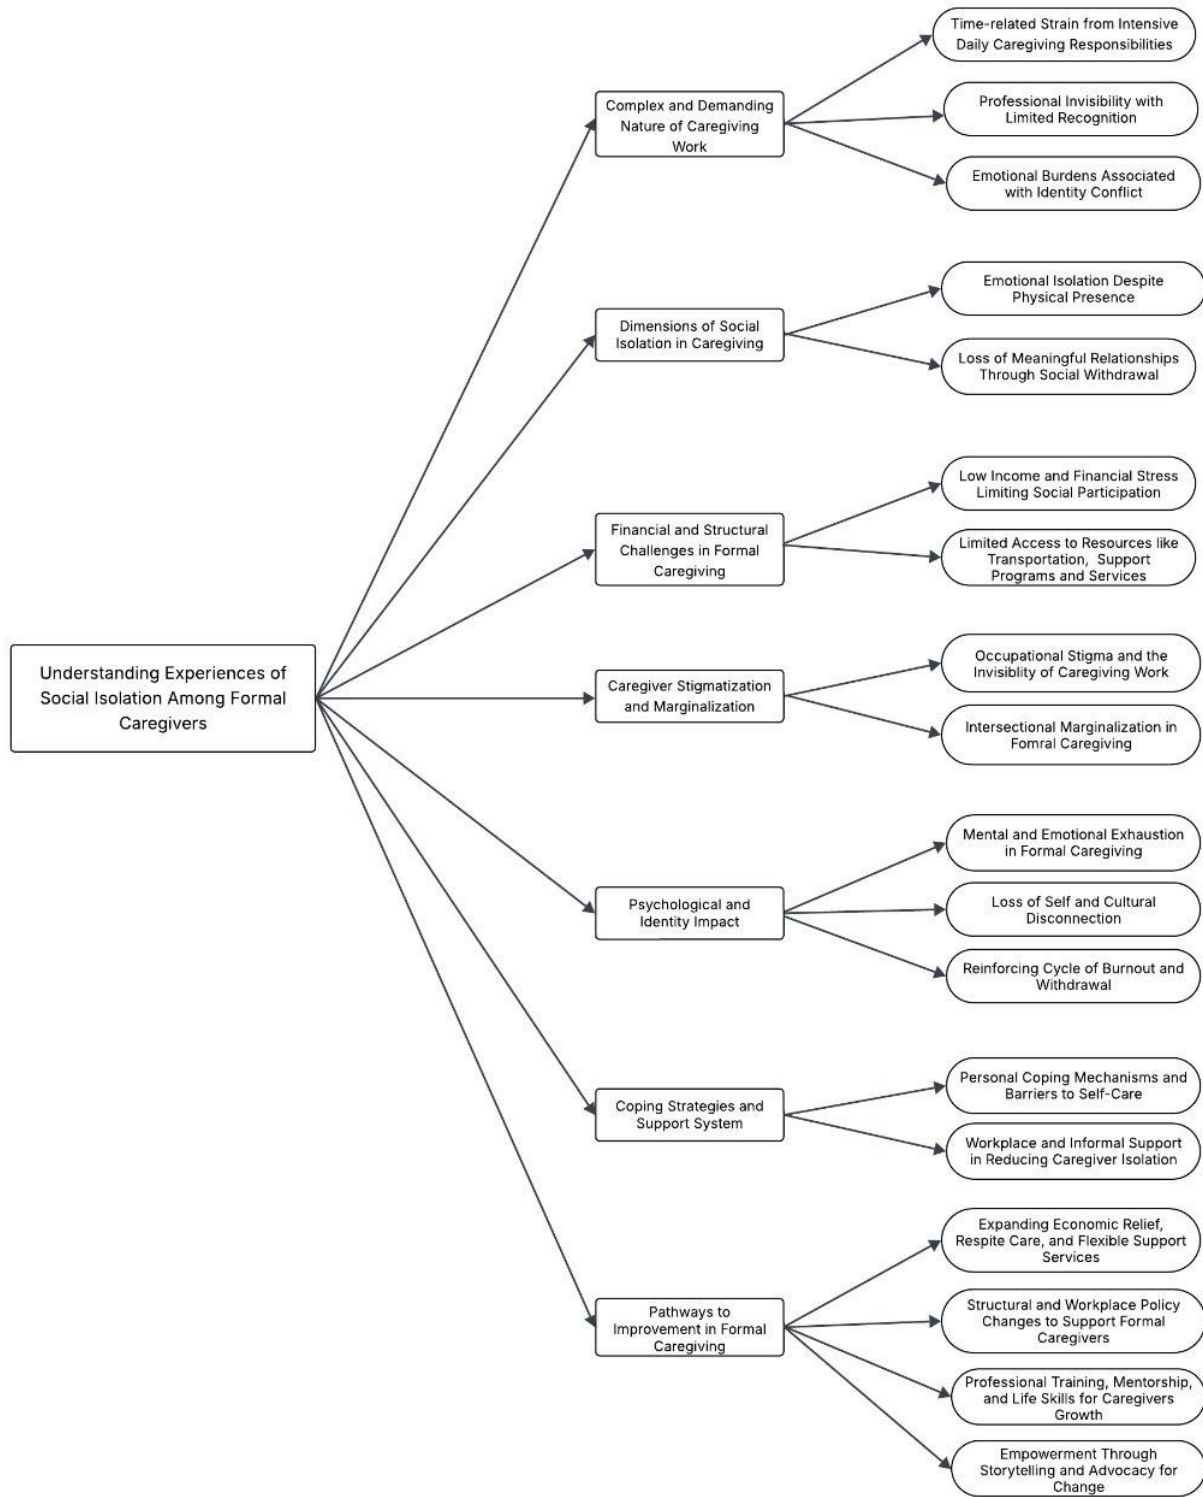 Understanding Experiences of
Social Isolation Among Formal
Caregivers
Complex and Demanding
Nature of Caregiving
Work
Time-related Strain from Intensive
Daily Caregiving Responsibilities
Professional Invisibility with
Limited Recognition
Emotional Burdens Associated
with Identity Conflict
Dimensions of Social
Isolation in Caregiving
Emotional Isolation Despite
Physical Presence
Loss of Meaningful Relationships
Through Social Withdrawal
Financial and Structural
Challenges in Formal
Caregiving
Low Income and Financial Stress
Limiting Social Participation
Limited Access to Resources like
Transportation, Support
Programs and Services
Caregiver Stigmatization
and Marginalization
Occupational Stigma and the
Invisiblity of Caregiving Work
Intersectional Marginalization in
Fomral Caregiving
Psychological and
Identity Impact
Mental and Emotional Exhaustion
in Formal Caregiving
Loss of Self and Cultural
Disconnection
Reinforcing Cycle of Burnout and
Withdrawal
Coping Strategies and
Support System
Personal Coping Mechanisms and
Barriers to Self-Care
Workplace and Informal Support
in Reducing Caregiver Isolation
Pathways to
Improvement in Formal
Caregiving
Expanding Economic Relief,
Respite Care, and Flexible Support
Services
Structural and Workplace Policy
Changes to Support Formal
Caregivers
Professional Training, Mentorship,
and Life Skills for Caregivers
Growth
Empowerment Through
Storytelling and Advocacy for
Change